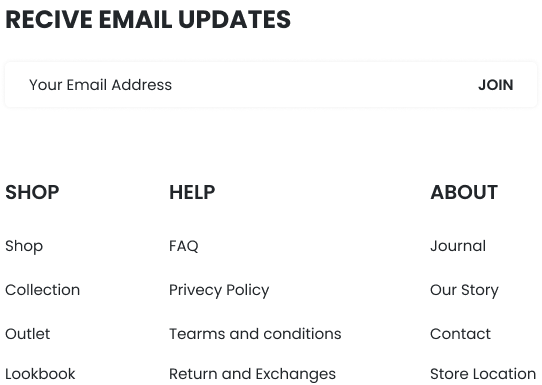 RECIVE EMAIL UPDATES
Your Email Address JOIN
SHOP HELP ABOUT
Shop FAQ Journal
Collection Privecy Policy Our Story
Outlet Tearms and conditions Contact
Lookbook Return and Exchanges Store Location